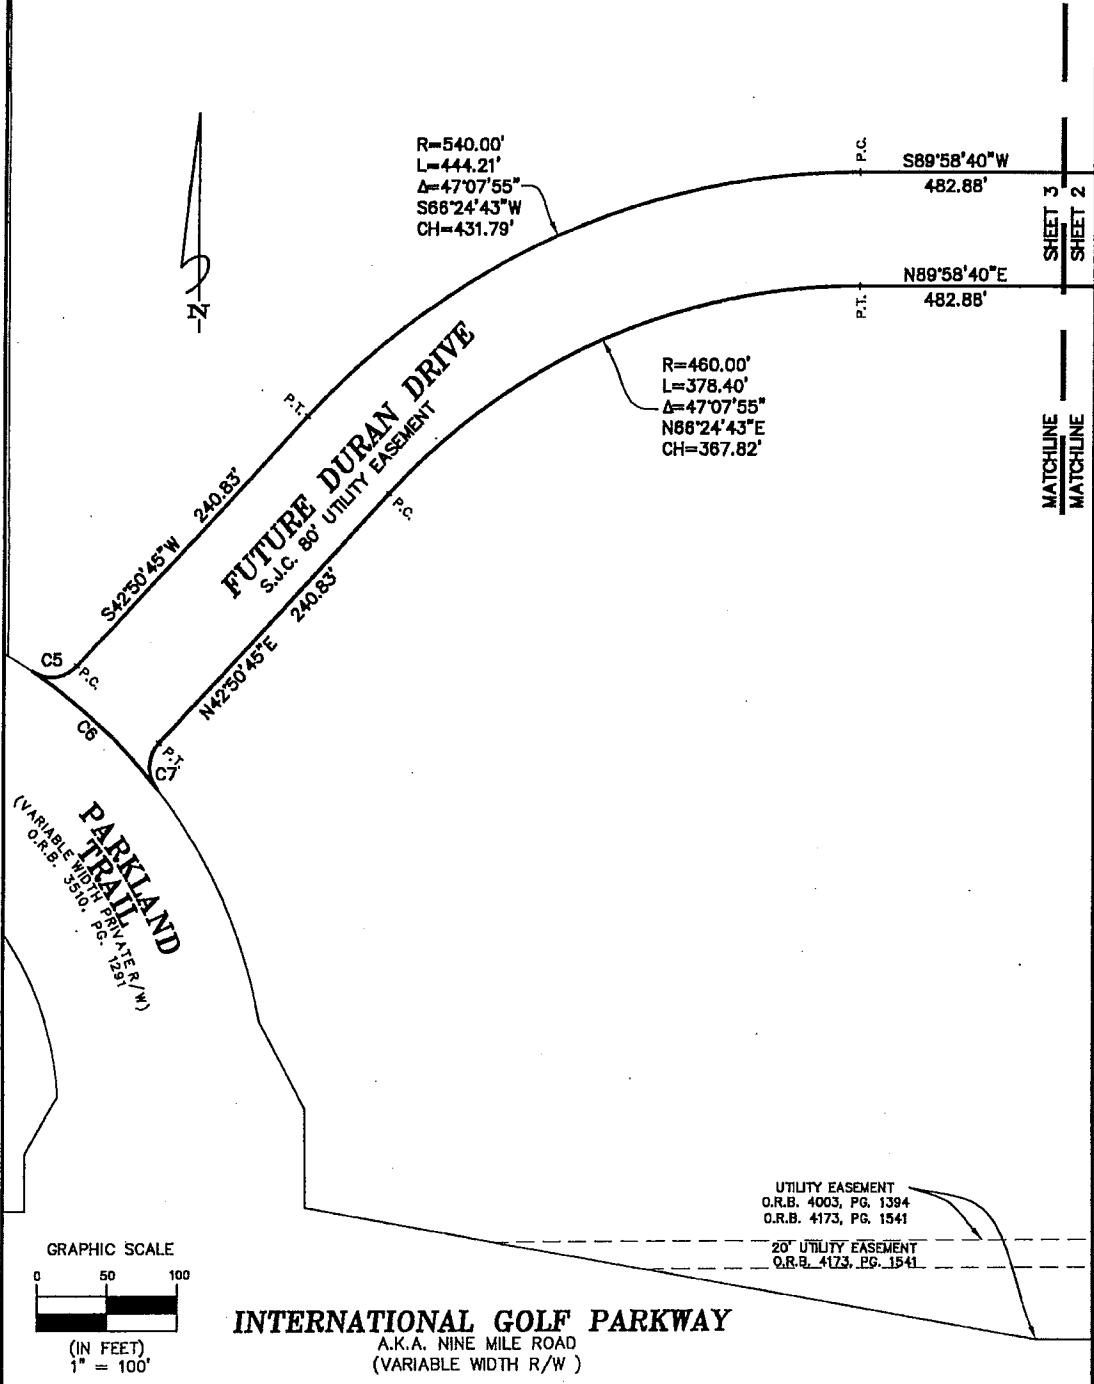 R=540.00'
L=444.21'
Δ=47°07'55"
S66°24'43"W
CH=431.79'
P.C.
S89°58'40"W
482.88'
SHEET 3
SHEET 2
N89°58'40"E
482.88'
P.T.
N
R=460.00'
L=378.40'
Δ=47°07'55"
N66°24'43"E
CH=367.82'
MATCHLINE
MATCHLINE
P.T.
S42°50'45"W 240.83'
FUTURE DURAN DRIVE
S.J.C. 80' UTILITY EASEMENT
P.C.
N42°50'45"E 240.83'
C5
P.C.
C6
P.T.
C7
PARKLAND
TRAIL
(VARIABLE WIDTH PRIVATE R/W)
O.R.B. 3510, PG. 1291
UTILITY EASEMENT
O.R.B. 4003, PG. 1394
O.R.B. 4173, PG. 1541
20' UTILITY EASEMENT
O.R.B. 4173, PG. 1541
GRAPHIC SCALE
0 50 100
(IN FEET)
1" = 100'
INTERNATIONAL GOLF PARKWAY
A.K.A. NINE MILE ROAD
(VARIABLE WIDTH R/W )